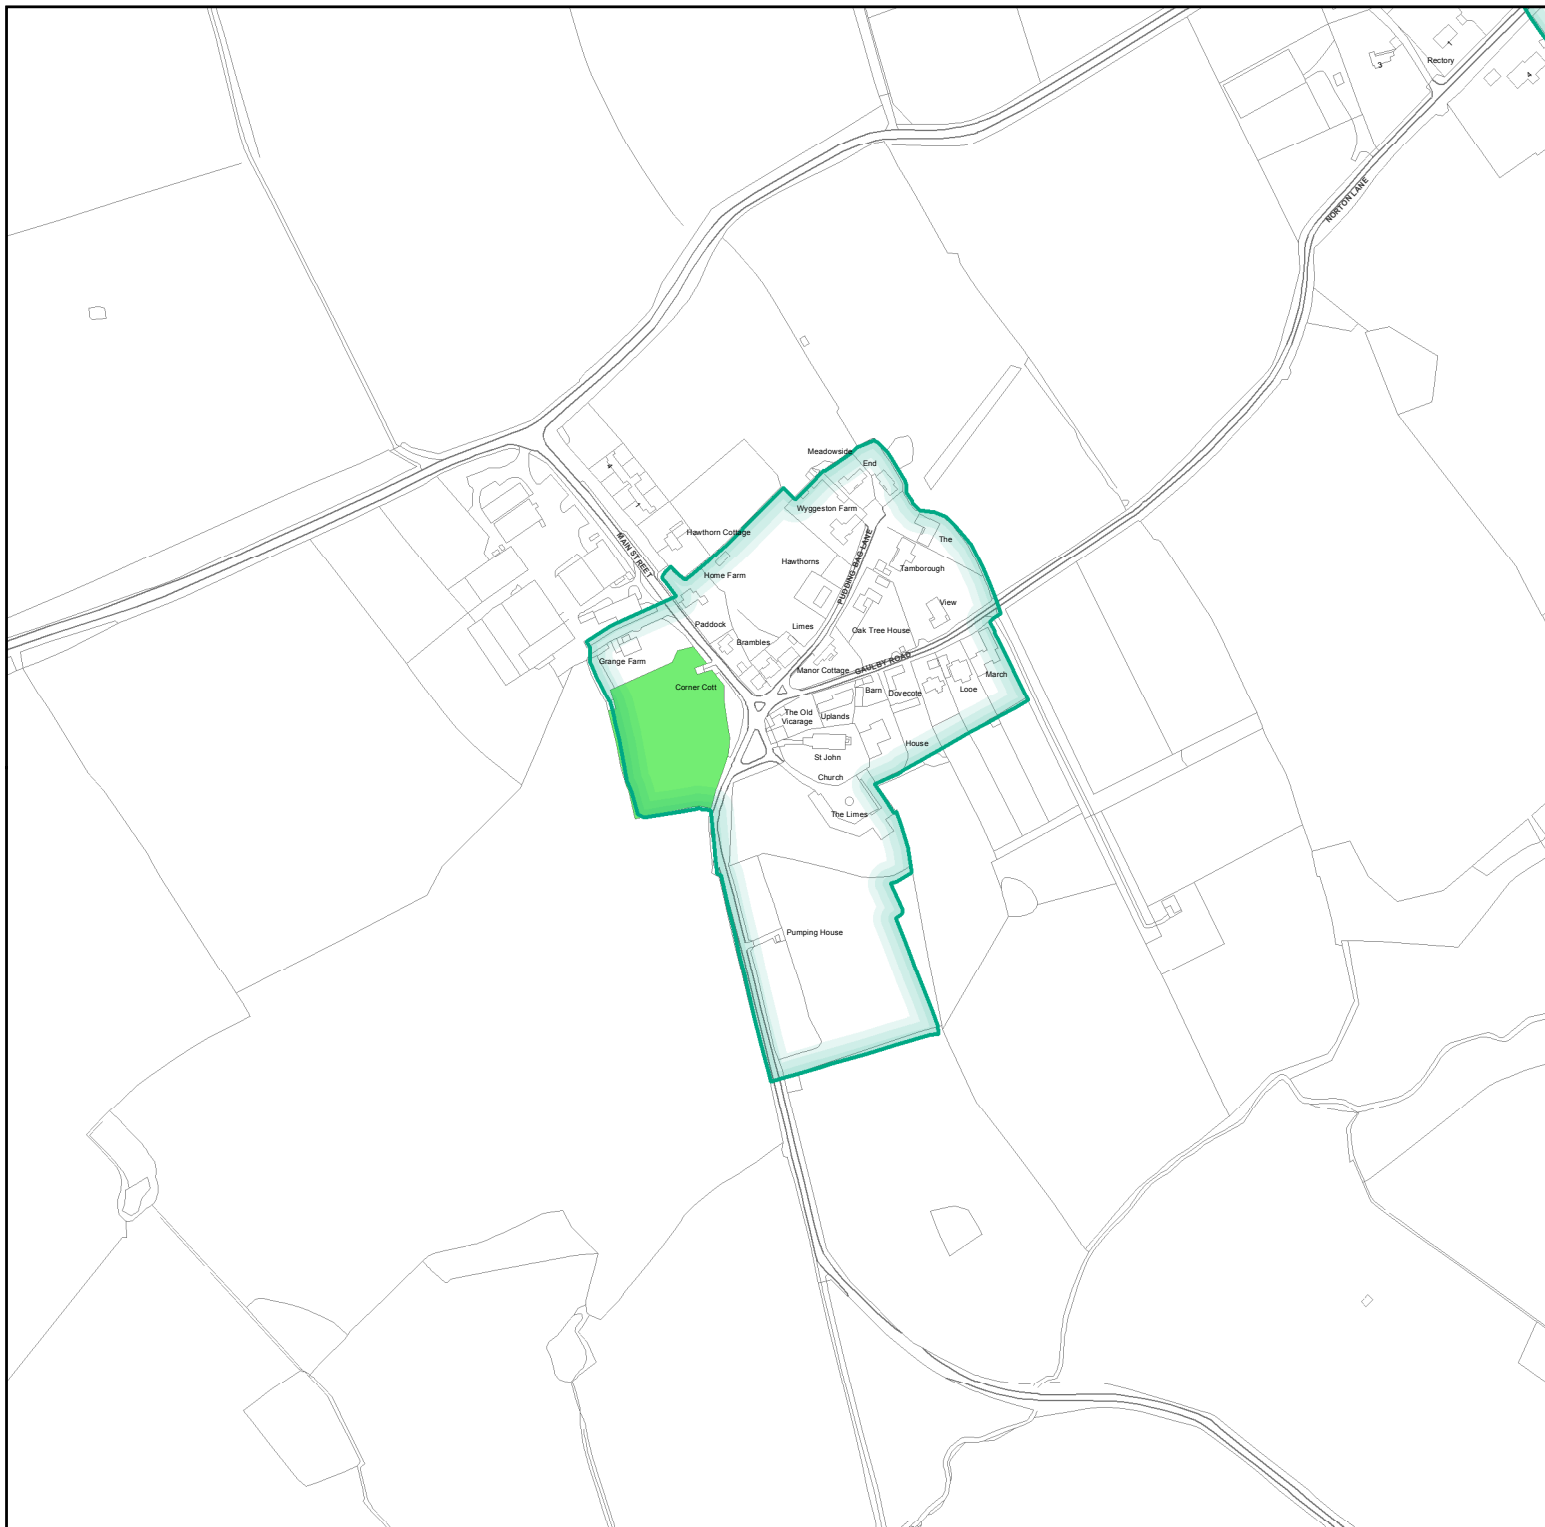 1
3
Rectory
4
NORTON LANE
Meadowside
End
4
1
Wyggeston Farm
Hawthorn Cottage
MAIN STREET
The
Hawthorns
PUDDING BAG LANE
Tamborough
Home Farm
View
Paddock
Limes
Oak Tree House
Brambles
GAULBY ROAD
Grange Farm
Manor Cottage
March
Corner Cott
Barn
Dovecote
Looe
The Old
Vicarage
Uplands
House
St John
Church
The Limes
Pumping House